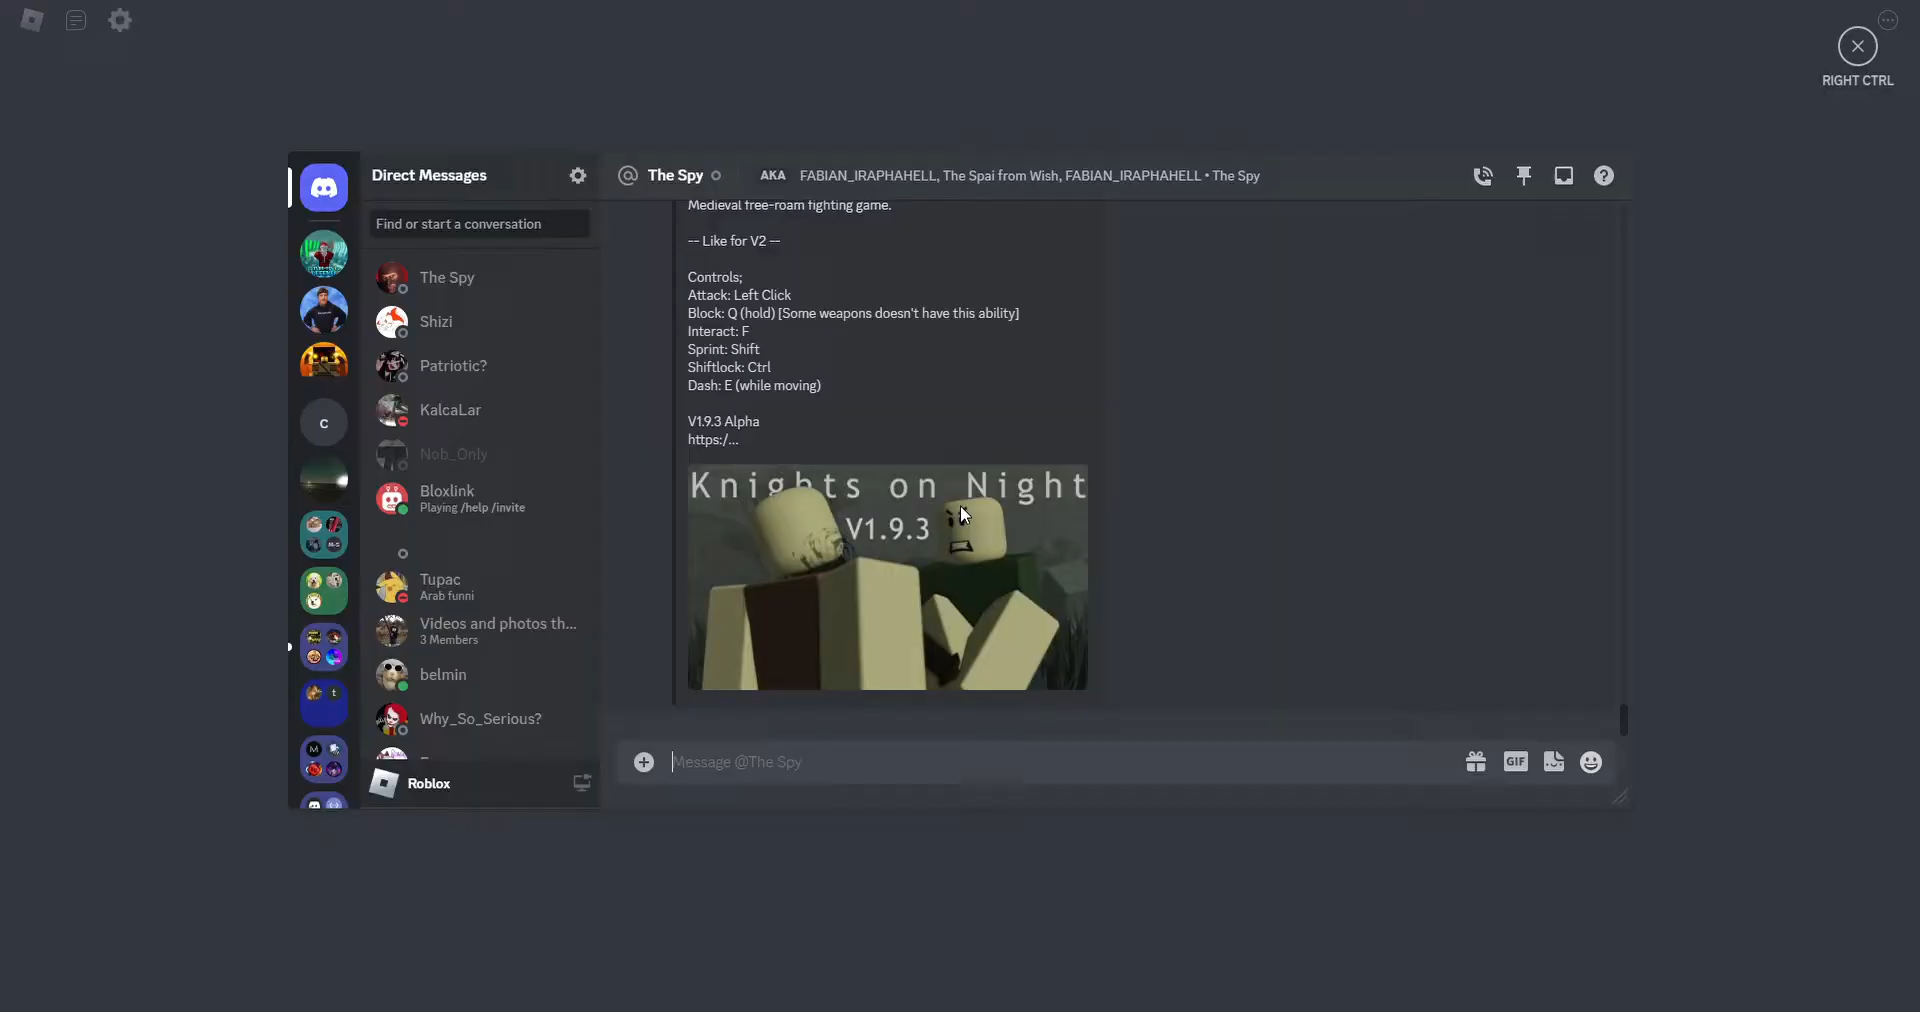 RIGHT CTRL
Direct Messages
Find or start a conversation
The Spy
Shizi
Patriotic?
KalcaLar
Nob_Only
Bloxlink
Playing /help /invite
Tupac
Arab funni
Videos and photos th...
3 Members
belmin
Why_So_Serious?
Roblox
C
t
M-S
M
The Spy
AKA FABIAN_IRAPHAHELL, The Spai from Wish, FABIAN_IRAPHAHELL • The Spy
Medieval free-roam fighting game.
-- Like for V2 --
Controls;
Attack: Left Click
Block: Q (hold) [Some weapons doesn't have this ability]
Interact: F
Sprint: Shift
Shiftlock: Ctrl
Dash: E (while moving)
V1.9.3 Alpha
https:/...
Knights on Night
V1.9.3
Message @The Spy
GIF